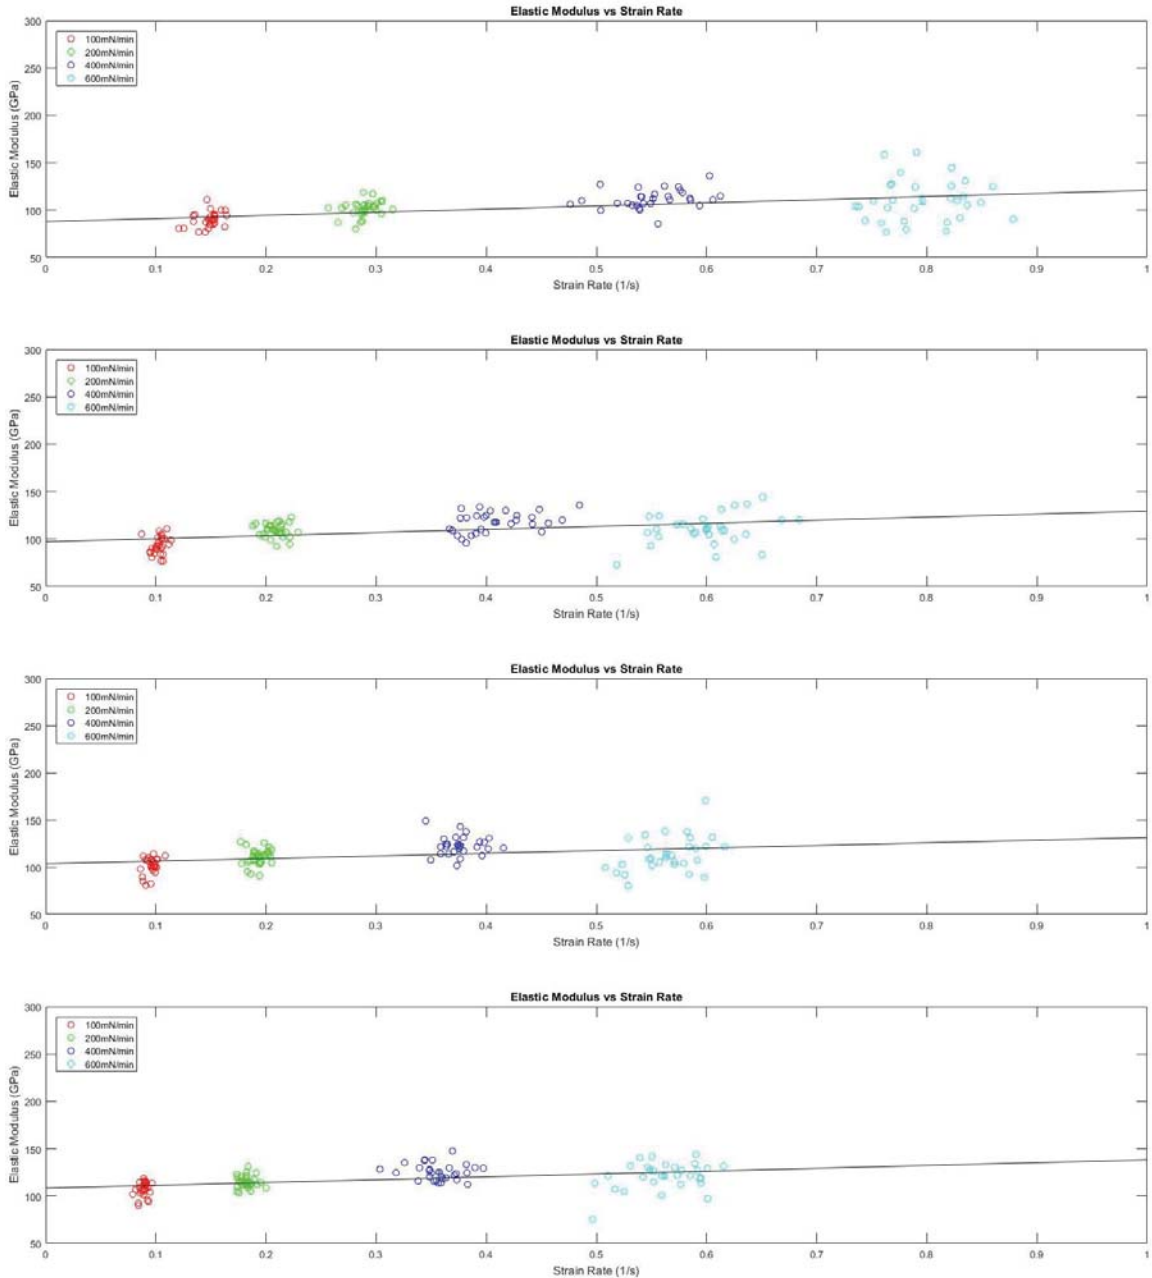 Elastic Modulus vs Strain Rate
300
250
200
150
100
50
Elastic Modulus (GPa)
100mN/min
200mN/min
400mN/min
600mN/min
0 0.1 0.2 0.3 0.4 0.5 0.6 0.7 0.8 0.9 1
Strain Rate (1/s)
Elastic Modulus vs Strain Rate
300
250
200
150
100
50
Elastic Modulus (GPa)
100mN/min
200mN/min
400mN/min
600mN/min
0 0.1 0.2 0.3 0.4 0.5 0.6 0.7 0.8 0.9 1
Strain Rate (1/s)
Elastic Modulus vs Strain Rate
300
250
200
150
100
50
Elastic Modulus (GPa)
100mN/min
200mN/min
400mN/min
600mN/min
0 0.1 0.2 0.3 0.4 0.5 0.6 0.7 0.8 0.9 1
Strain Rate (1/s)
Elastic Modulus vs Strain Rate
300
250
200
150
100
50
Elastic Modulus (GPa)
100mN/min
200mN/min
400mN/min
600mN/min
0 0.1 0.2 0.3 0.4 0.5 0.6 0.7 0.8 0.9 1
Strain Rate (1/s)